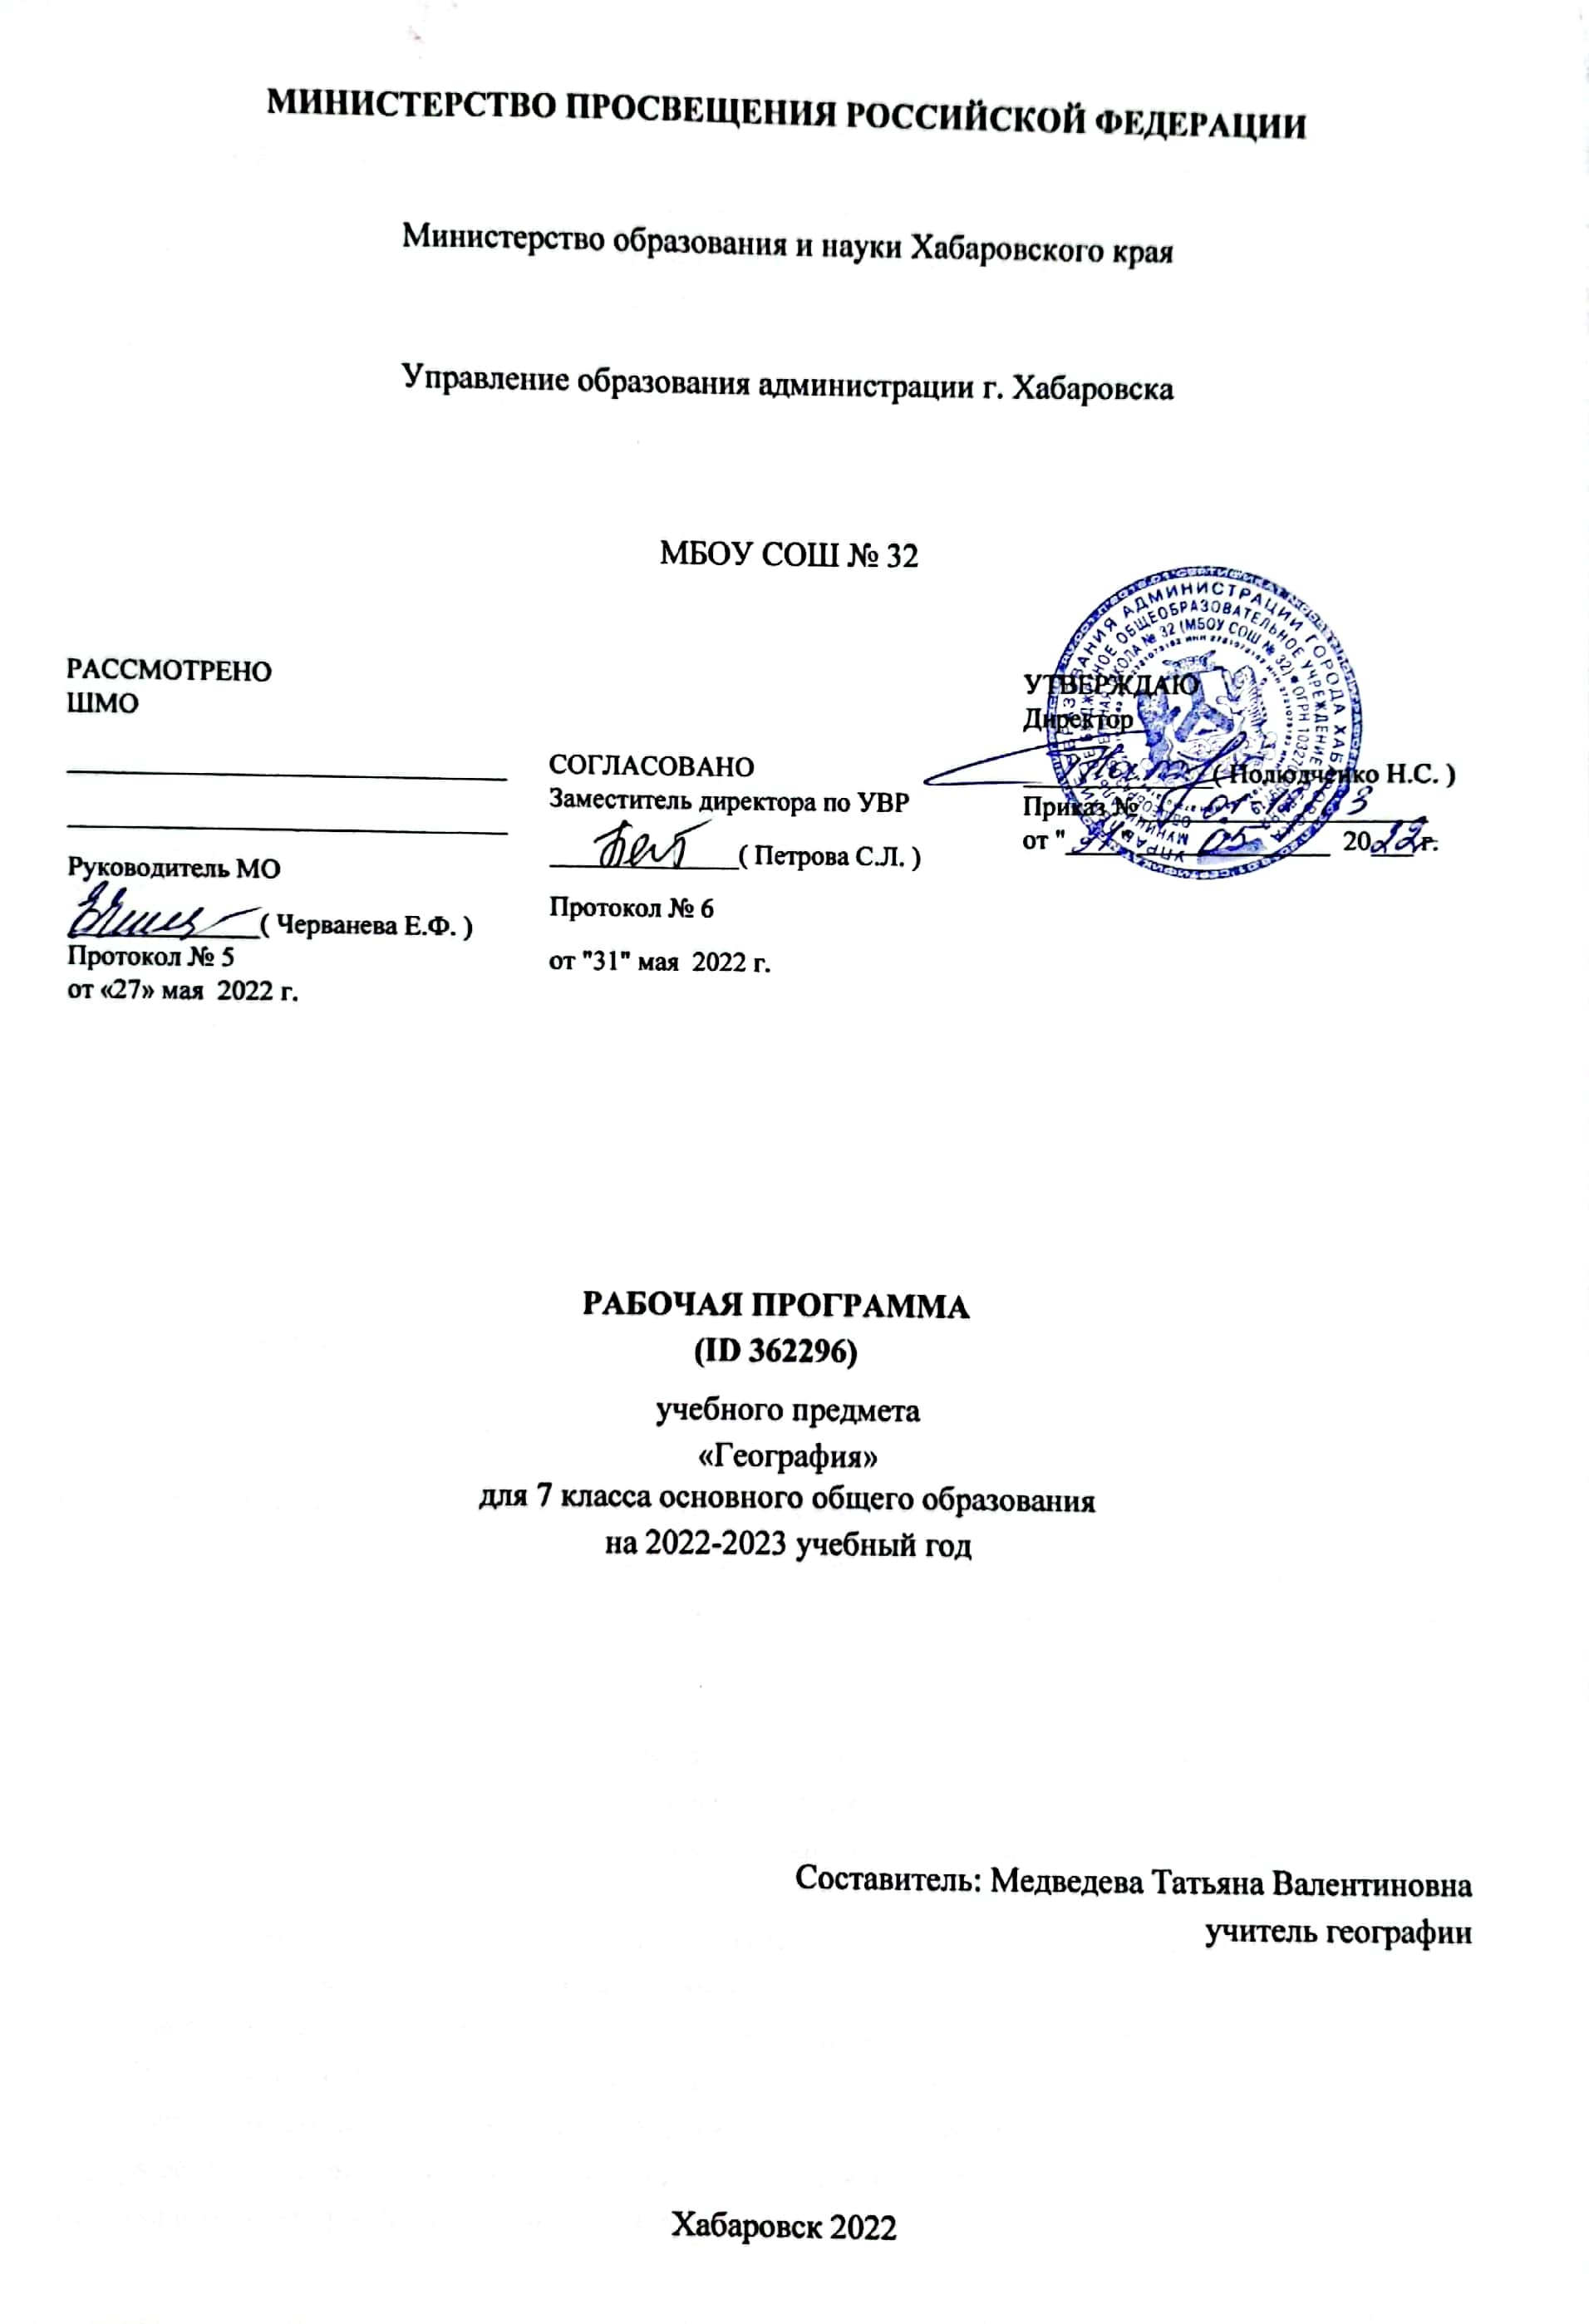 МИНИСТЕРСТВО ПРОСВЕЩЕНИЯ РОССИЙСКОЙ ФЕДЕРАЦИИ
Министерство образования и науки Хабаровского края
Управление образования администрации г. Хабаровска
МБОУ СОШ № 32
РАССМОТРЕНО
ШМО
Руководитель МО
( Черванева Е.Ф. )
Протокол № 5
от «27» мая 2022 г.
СОГЛАСОВАНО
Заместитель директора по УВР
( Петрова С.Л. )
Протокол № 6
от "31" мая 2022 г.
УТВЕРЖДАЮ
Директор
( Полюдченко Н.С. )
Приказ №
от " 05 2022 г.
РАБОЧАЯ ПРОГРАММА
(ID 362296)
учебного предмета
«География»
для 7 класса основного общего образования
на 2022-2023 учебный год
Составитель: Медведева Татьяна Валентиновна
учитель географии
Хабаровск 2022